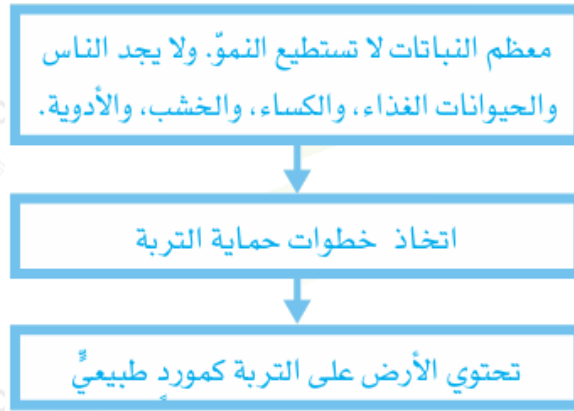 معظم النباتات لا تستطيع النموّ. ولا يجد الناس
والحيوانات الغذاء، والكساء، والخشب، والأدوية.
اتخاذ خطوات حماية التربة
تحتوي الأرض على التربة كمورد طبيعيٍّ